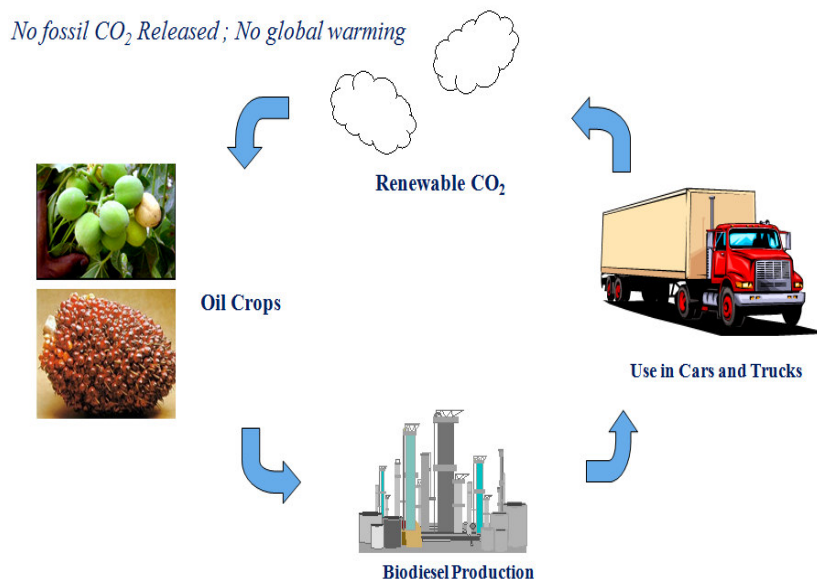 No fossil CO₂ Released ; No global warming
Renewable CO₂
Oil Crops
Use in Cars and Trucks
Biodiesel Production